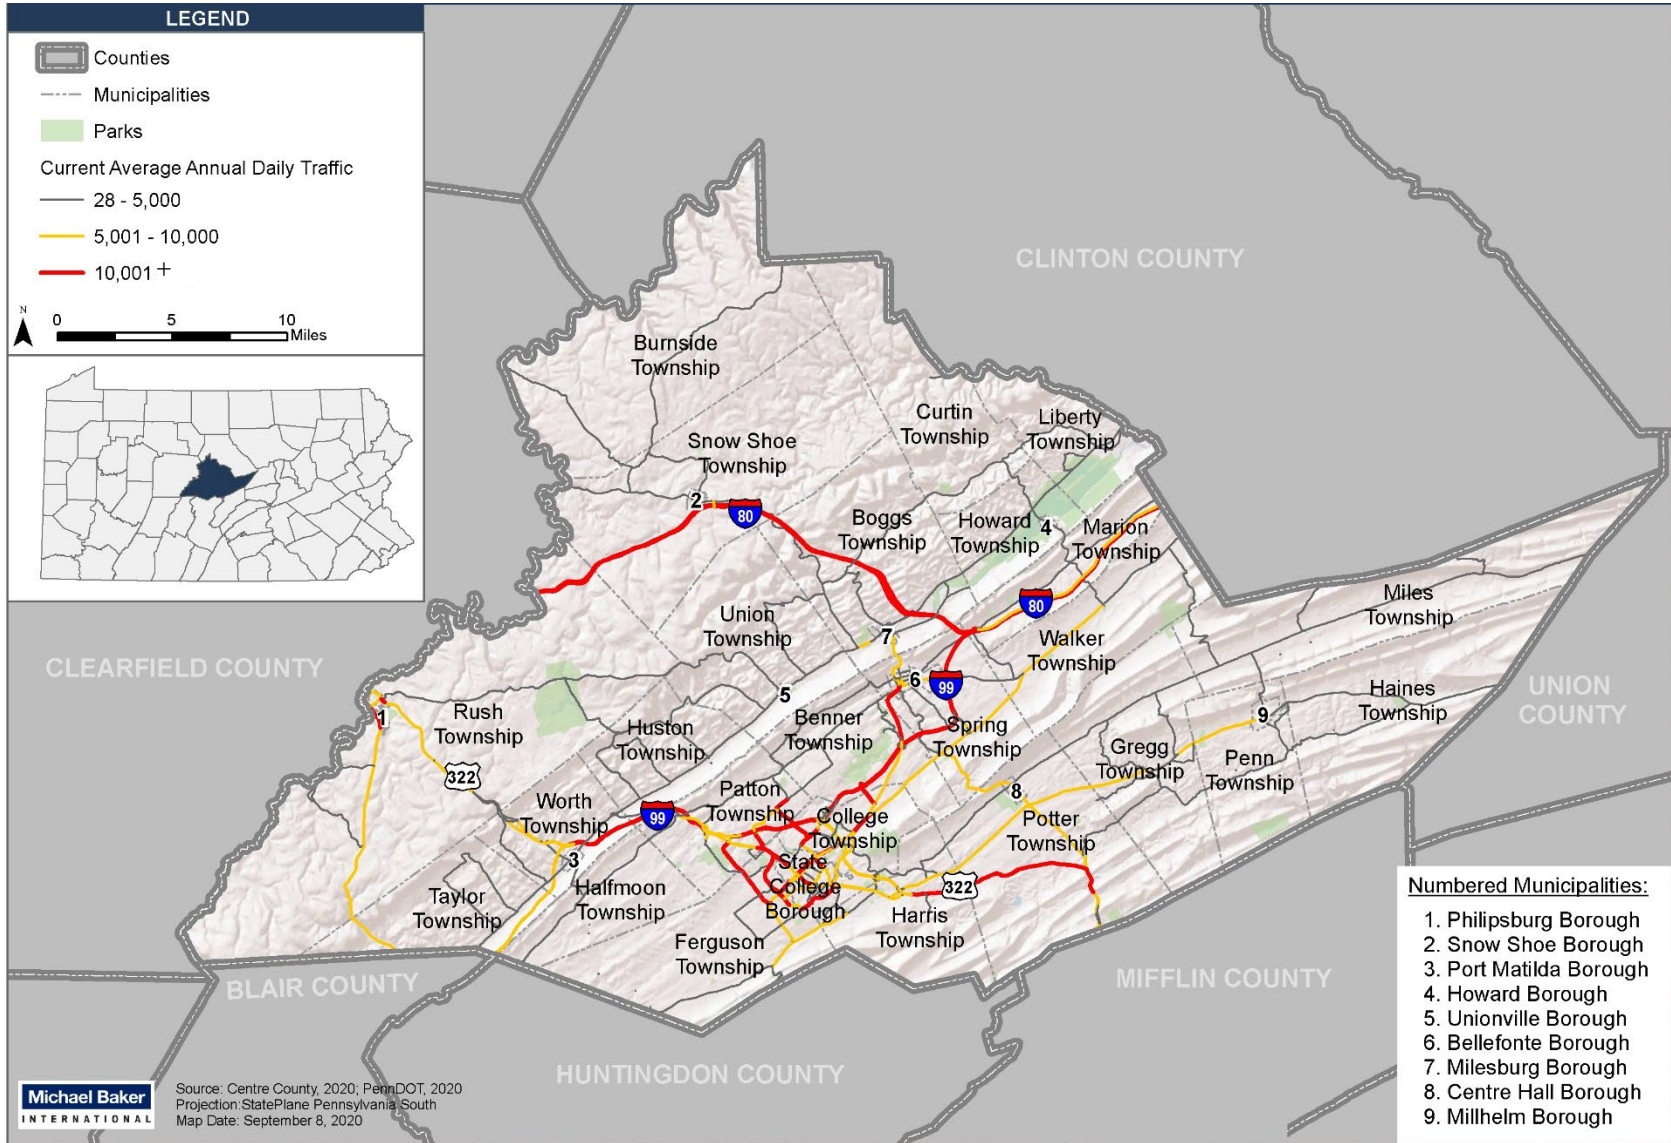 LEGEND
Counties
Municipalities
Parks
Current Average Annual Daily Traffic
28 - 5,000
5,001 - 10,000
10,001 +
N
0 5 10
Miles
CLINTON COUNTY
Burnside
Township
Curtin
Township
Liberty
Township
Snow Shoe
Township
2
80
Boggs
Township
Howard
Township
4
Marion
Township
80
Miles
Township
Union
Township
7
Walker
Township
CLEARFIELD COUNTY
6
99
5
UNION
COUNTY
Haines
Township
1
Rush
Township
Huston
Township
Benner
Township
Spring
Township
9
Gregg
Township
Penn
Township
322
8
Worth
Township
99
Patton
Township
College
Township
Potter
Township
3
State
College
Borough
322
Taylor
Township
Halfmoon
Township
Harris
Township
Ferguson
Township
BLAIR COUNTY
MIFFLIN COUNTY
HUNTINGDON COUNTY
Numbered Municipalities:
1. Philipsburg Borough
2. Snow Shoe Borough
3. Port Matilda Borough
4. Howard Borough
5. Unionville Borough
6. Bellefonte Borough
7. Milesburg Borough
8. Centre Hall Borough
9. Millhelm Borough
Michael Baker
INTERNATIONAL
Source: Centre County, 2020; PennDOT, 2020
Projection:StatePlane Pennsylvania South
Map Date: September 8, 2020